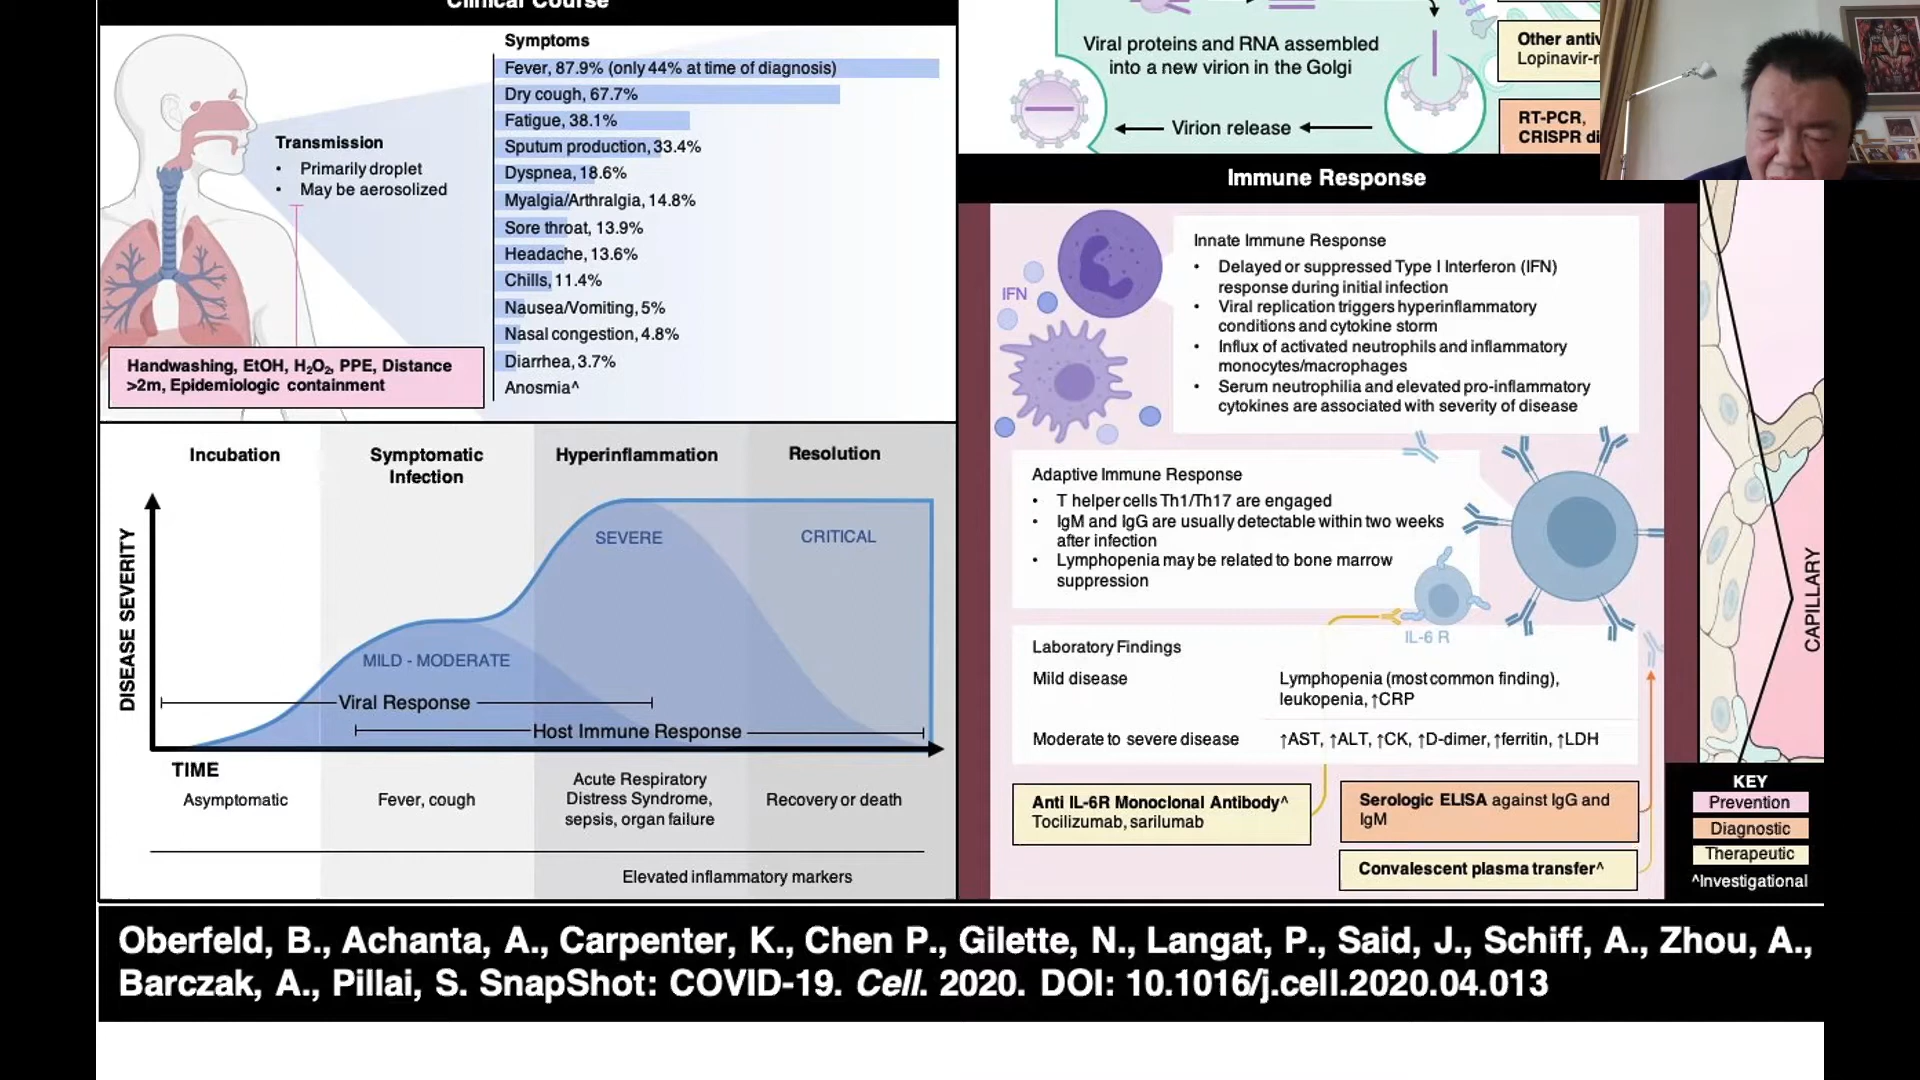 Clinical Course
Symptoms
Fever, 87.9% (only 44% at time of diagnosis)
Dry cough, 67.7%
Fatigue, 38.1%
Sputum production, 33.4%
Dyspnea, 18.6%
Myalgia/Arthralgia, 14.8%
Sore throat, 13.9%
Headache, 13.6%
Chills, 11.4%
Nausea/Vomiting, 5%
Nasal congestion, 4.8%
Diarrhea, 3.7%
Anosmia^
Transmission
• Primarily droplet
• May be aerosolized
Handwashing, EtOH, H₂O₂, PPE, Distance
>2m, Epidemiologic containment
Incubation
Symptomatic
Infection
Hyperinflammation
Resolution
DISEASE SEVERITY
SEVERE
CRITICAL
MILD - MODERATE
Viral Response
Host Immune Response
TIME
Asymptomatic
Fever, cough
Acute Respiratory
Distress Syndrome,
sepsis, organ failure
Recovery or death
Elevated inflammatory markers
Viral proteins and RNA assembled
into a new virion in the Golgi
Virion release
Other
RT-PCR,
CRISPR
Immune Response
IFN
Innate Immune Response
• Delayed or suppressed Type I Interferon (IFN)
response during initial infection
• Viral replication triggers hyperinflammatory
conditions and cytokine storm
• Influx of activated neutrophils and inflammatory
monocytes/macrophages
• Serum neutrophilia and elevated pro-inflammatory
cytokines are associated with severity of disease
Adaptive Immune Response
• T helper cells Th1/Th17 are engaged
• IgM and IgG are usually detectable within two weeks
after infection
• Lymphopenia may be related to bone marrow
suppression
IL-6 R
Laboratory Findings
Mild disease
Lymphopenia (most common finding),
leukopenia, ↑CRP
Moderate to severe disease
↑AST, ↑ALT, ↑CK, ↑D-dimer, ↑ferritin, ↑LDH
Anti IL-6R Monoclonal Antibody^
Tocilizumab, sarilumab
Serologic ELISA against IgG and
IgM
Convalescent plasma transfer^
CAPILLARY
KEY
Prevention
Diagnostic
Therapeutic
^Investigational
Oberfeld, B., Achanta, A., Carpenter, K., Chen P., Gilette, N., Langat, P., Said, J., Schiff, A., Zhou, A.,
Barczak, A., Pillai, S. SnapShot: COVID-19. Cell. 2020. DOI: 10.1016/j.cell.2020.04.013